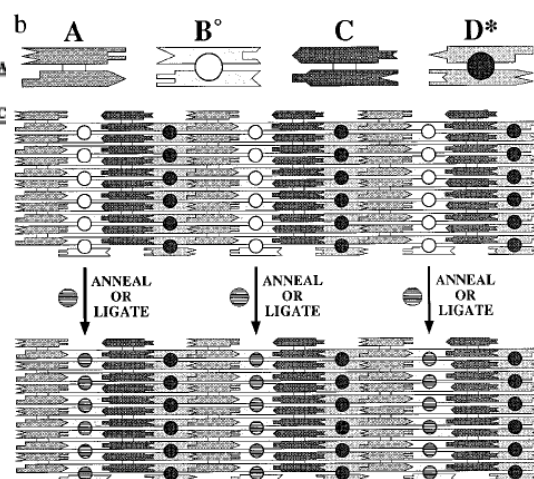 b
A B° C D*
A
C
ANNEAL ANNEAL ANNEAL
OR OR OR
LIGATE LIGATE LIGATE